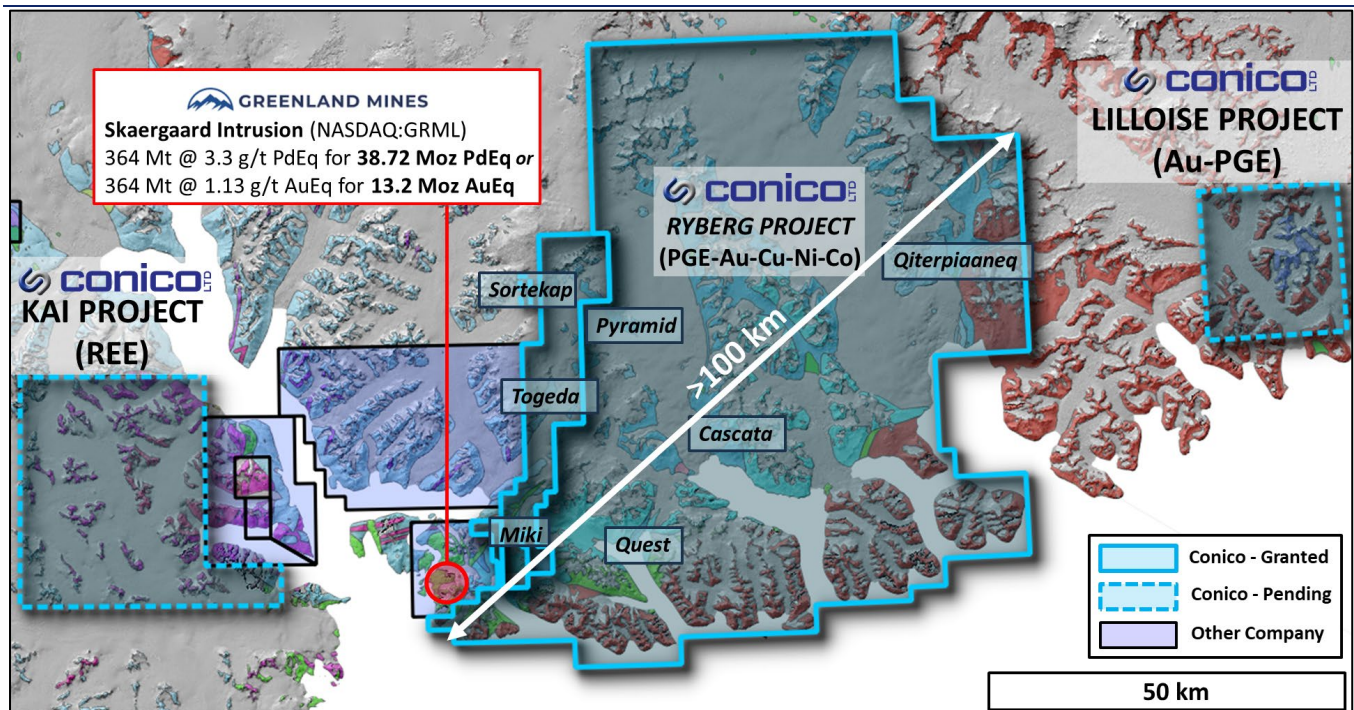 GREENLAND MINES
Skaergaard Intrusion (NASDAQ:GRML)
364 Mt @ 3.3 g/t PdEq for 38.72 Moz PdEq or
364 Mt @ 1.13 g/t AuEq for 13.2 Moz AuEq
conico LTD
LILLOISE PROJECT
(Au-PGE)
conico LTD
RYBERG PROJECT
(PGE-Au-Cu-Ni-Co)
Qiterpiaaneq
conico LTD
KAI PROJECT
(REE)
Sortekap
Pyramid
>100 km
Togeda
Cascata
Miki
Quest
Conico - Granted
Conico - Pending
Other Company
50 km